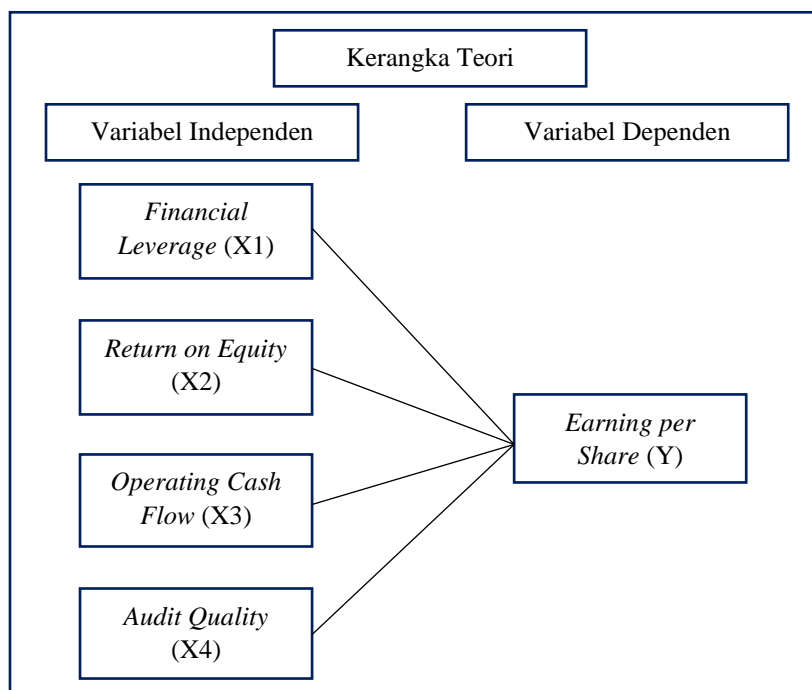 Kerangka Teori
Variabel Independen
Variabel Dependen
Financial
Leverage (X1)
Return on Equity
(X2)
Operating Cash
Flow (X3)
Audit Quality
(X4)
Earning per
Share (Y)